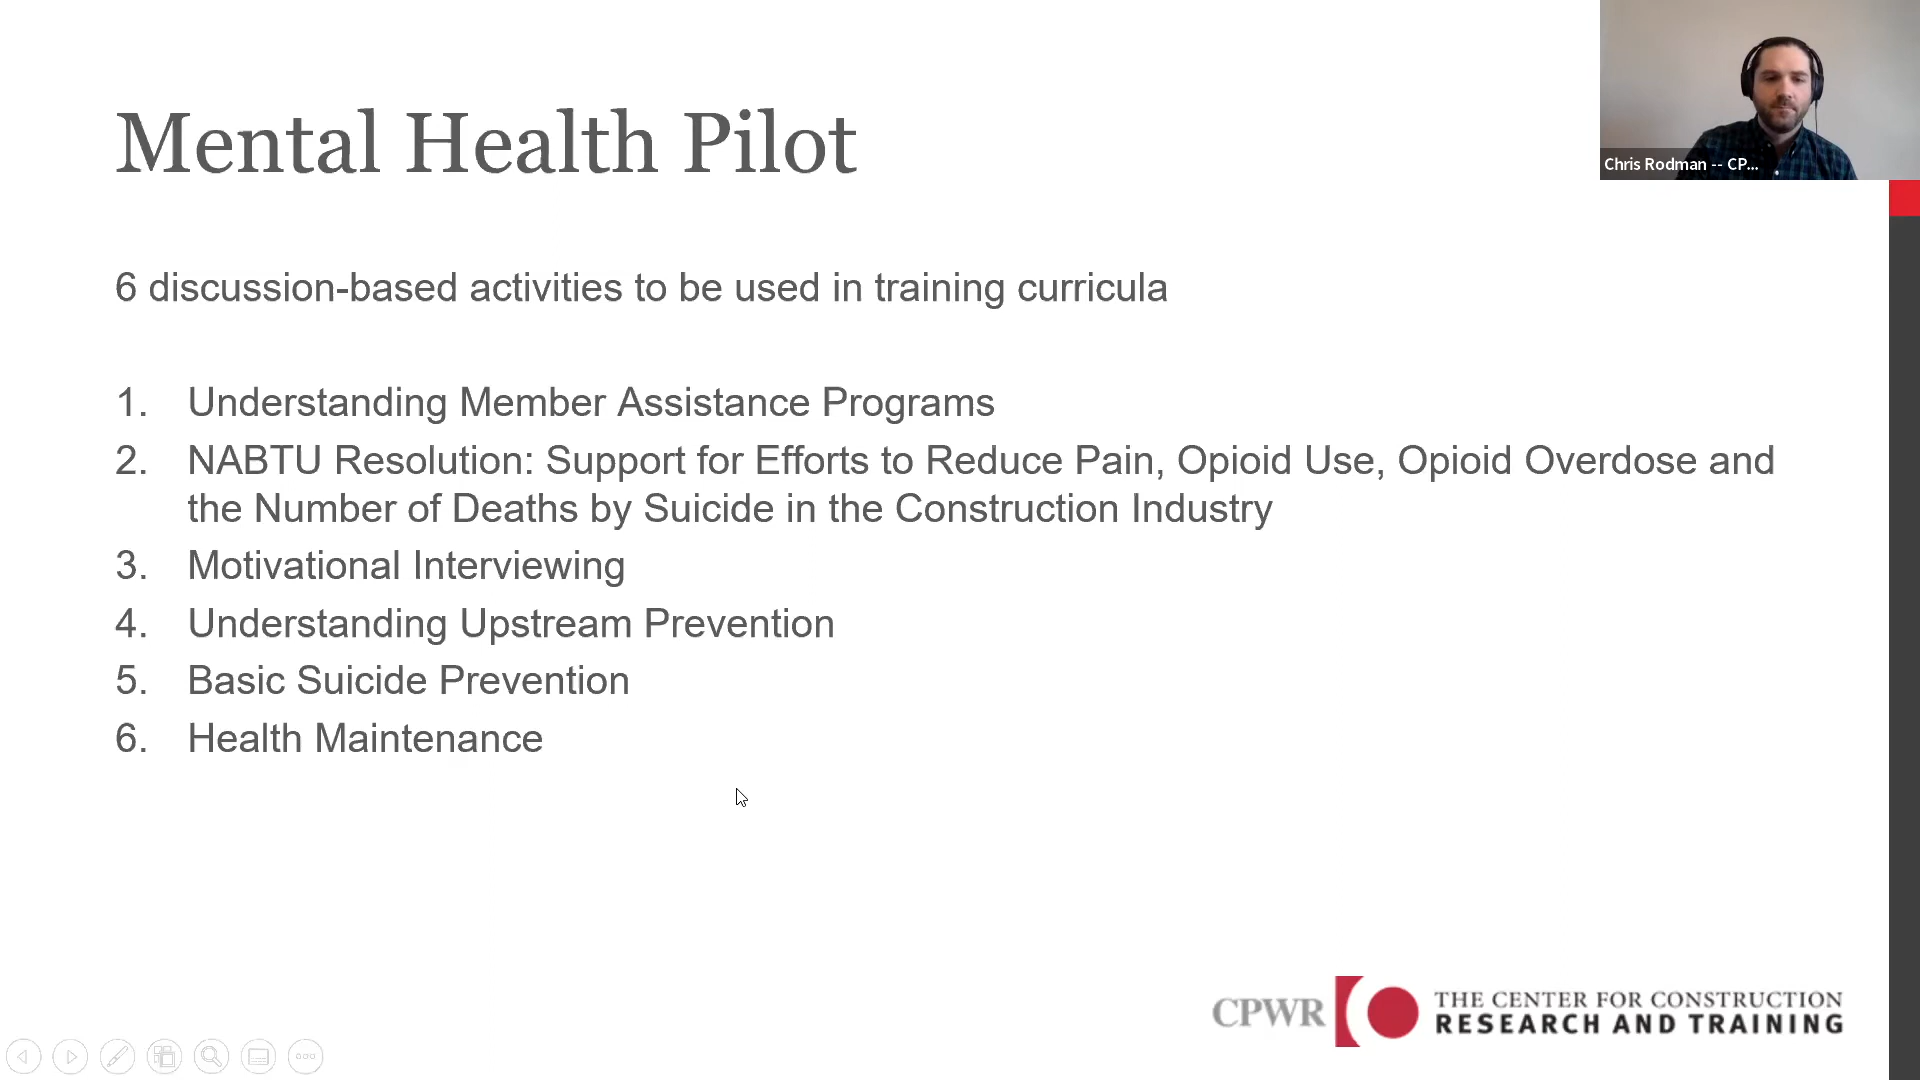 Mental Health Pilot
Chris Rodman -- CP...
6 discussion-based activities to be used in training curricula
1. Understanding Member Assistance Programs
2. NABTU Resolution: Support for Efforts to Reduce Pain, Opioid Use, Opioid Overdose and
the Number of Deaths by Suicide in the Construction Industry
3. Motivational Interviewing
4. Understanding Upstream Prevention
5. Basic Suicide Prevention
6. Health Maintenance
CPWR
THE CENTER FOR CONSTRUCTION
RESEARCH AND TRAINING